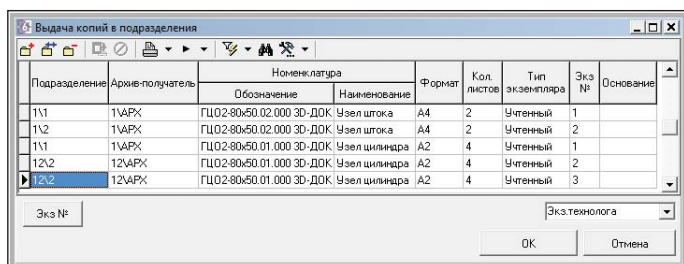 Выдача копий в подразделения
Подразделение Архив-получатель Номенклатура Формат Кол. листов Тип экземпляра Экз № Основание
Обозначение Наименование
1\1 1\АРХ ГЦ02-80x50.02.000 3D-ДОК Узел штока А4 2 Учтенный 1
1\2 1\АРХ ГЦ02-80x50.02.000 3D-ДОК Узел штока А4 2 Учтенный 2
1\1 1\АРХ ГЦ02-80x50.01.000 3D-ДОК Узел цилиндра А2 4 Учтенный 1
12\2 12\АРХ ГЦ02-80x50.01.000 3D-ДОК Узел цилиндра А2 4 Учтенный 2
12\2 12\АРХ ГЦ02-80x50.01.000 3D-ДОК Узел цилиндра А2 4 Учтенный 3
Экз № Экз.технолога
ОК Отмена